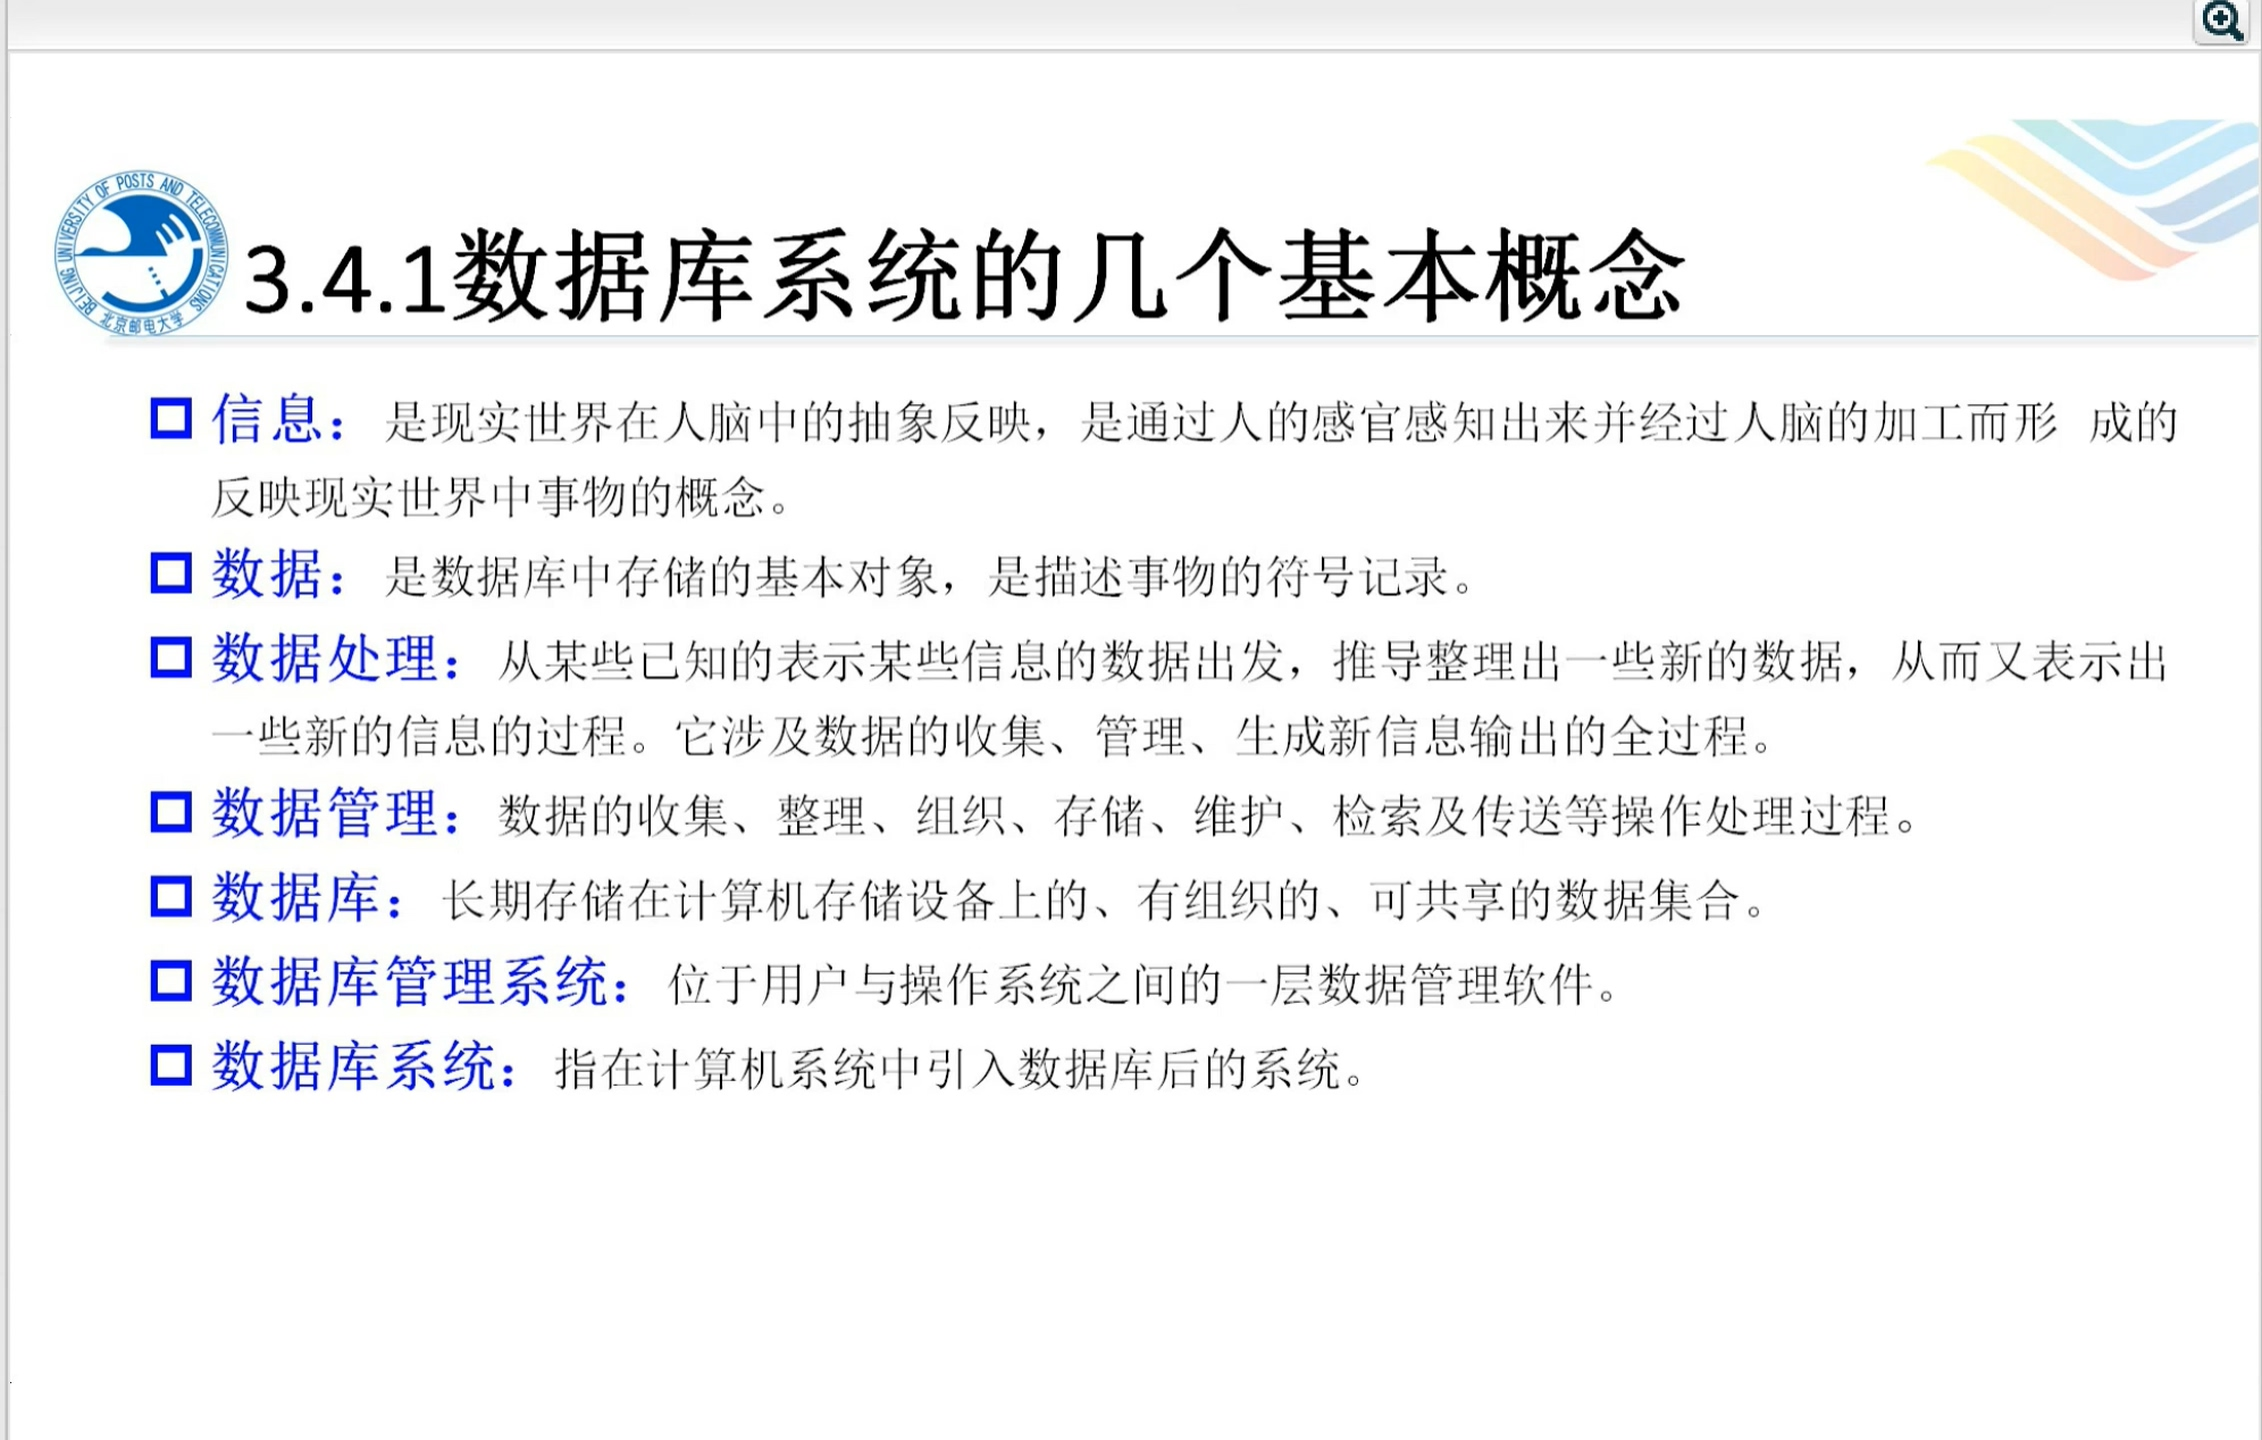 BEIJING UNIVERSITY OF POSTS AND TELECOMMUNICATIONS
北京邮电大学
3.4.1数据库系统的几个基本概念
信息：是现实世界在人脑中的抽象反映，是通过人的感官感知出来并经过人脑的加工而形 成的
反映现实世界中事物的概念。
数据：是数据库中存储的基本对象，是描述事物的符号记录。
数据处理：从某些已知的表示某些信息的数据出发，推导整理出一些新的数据，从而又表示出
一些新的信息的过程。它涉及数据的收集、管理、生成新信息输出的全过程。
数据管理：数据的收集、整理、组织、存储、维护、检索及传送等操作处理过程。
数据库：长期存储在计算机存储设备上的、有组织的、可共享的数据集合。
数据库管理系统：位于用户与操作系统之间的一层数据管理软件。
数据库系统：指在计算机系统中引入数据库后的系统。